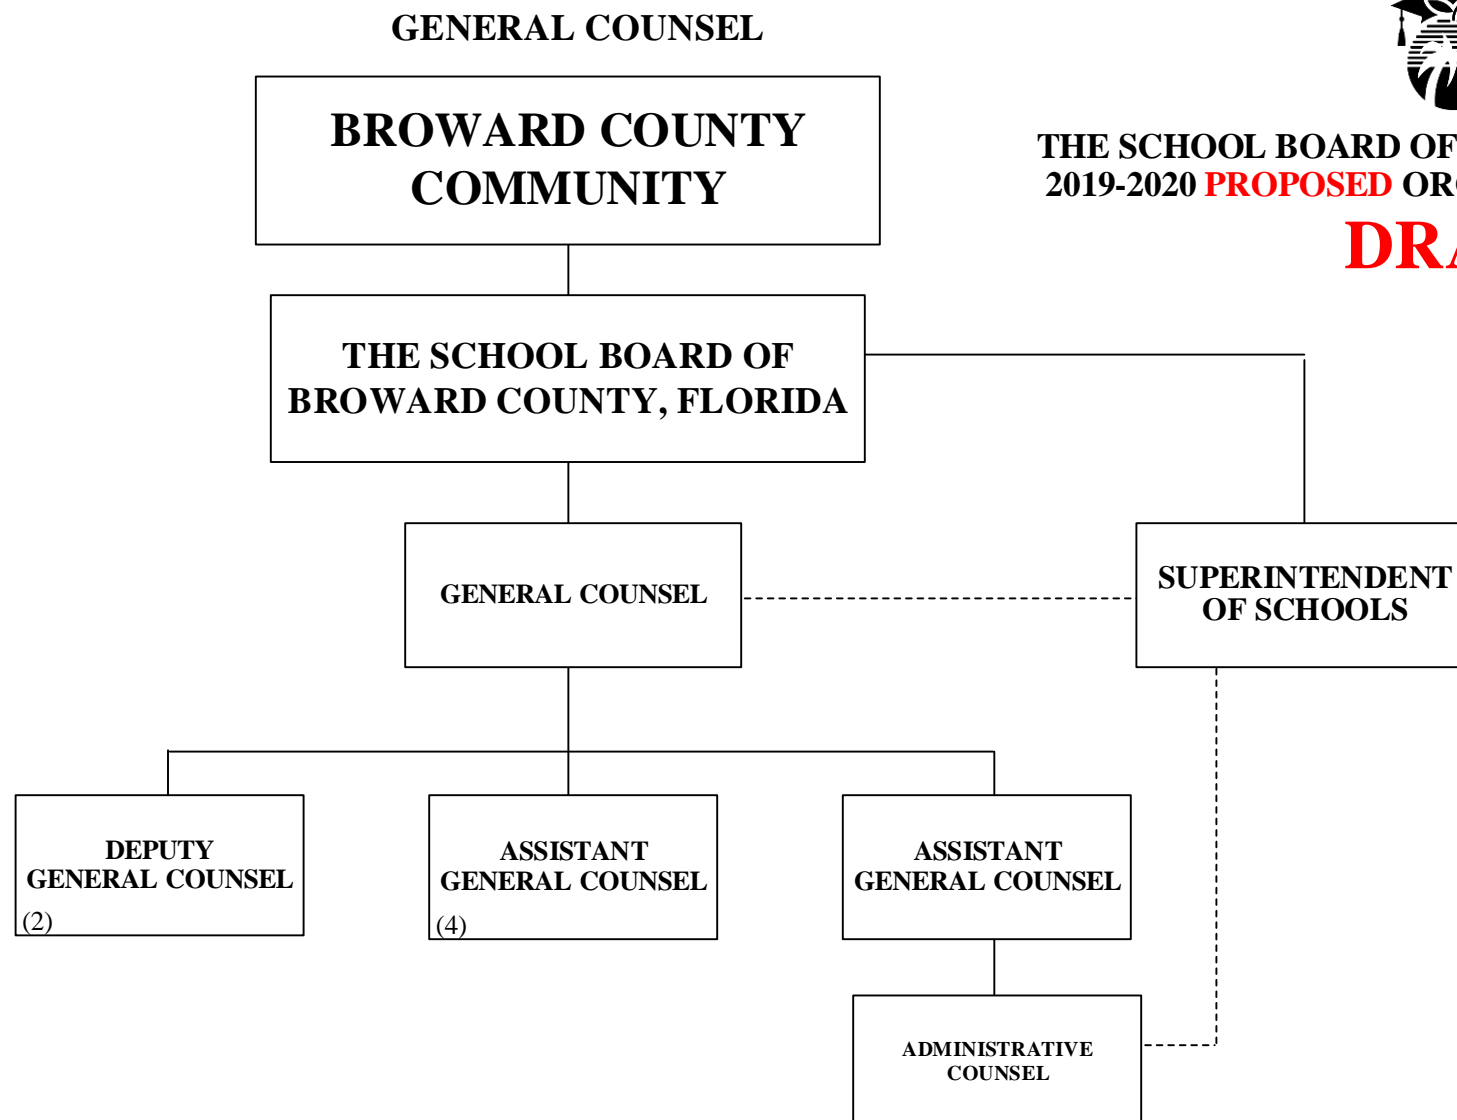 GENERAL COUNSEL
BROWARD COUNTY
COMMUNITY
THE SCHOOL BOARD OF
2019-2020 PROPOSED
THE SCHOOL BOARD OF
BROWARD COUNTY, FLORIDA
GENERAL COUNSEL
SUPERINTENDENT
OF SCHOOLS
DEPUTY
GENERAL COUNSEL
(2)
ASSISTANT
GENERAL COUNSEL
(4)
ASSISTANT
GENERAL COUNSEL
ADMINISTRATIVE
COUNSEL